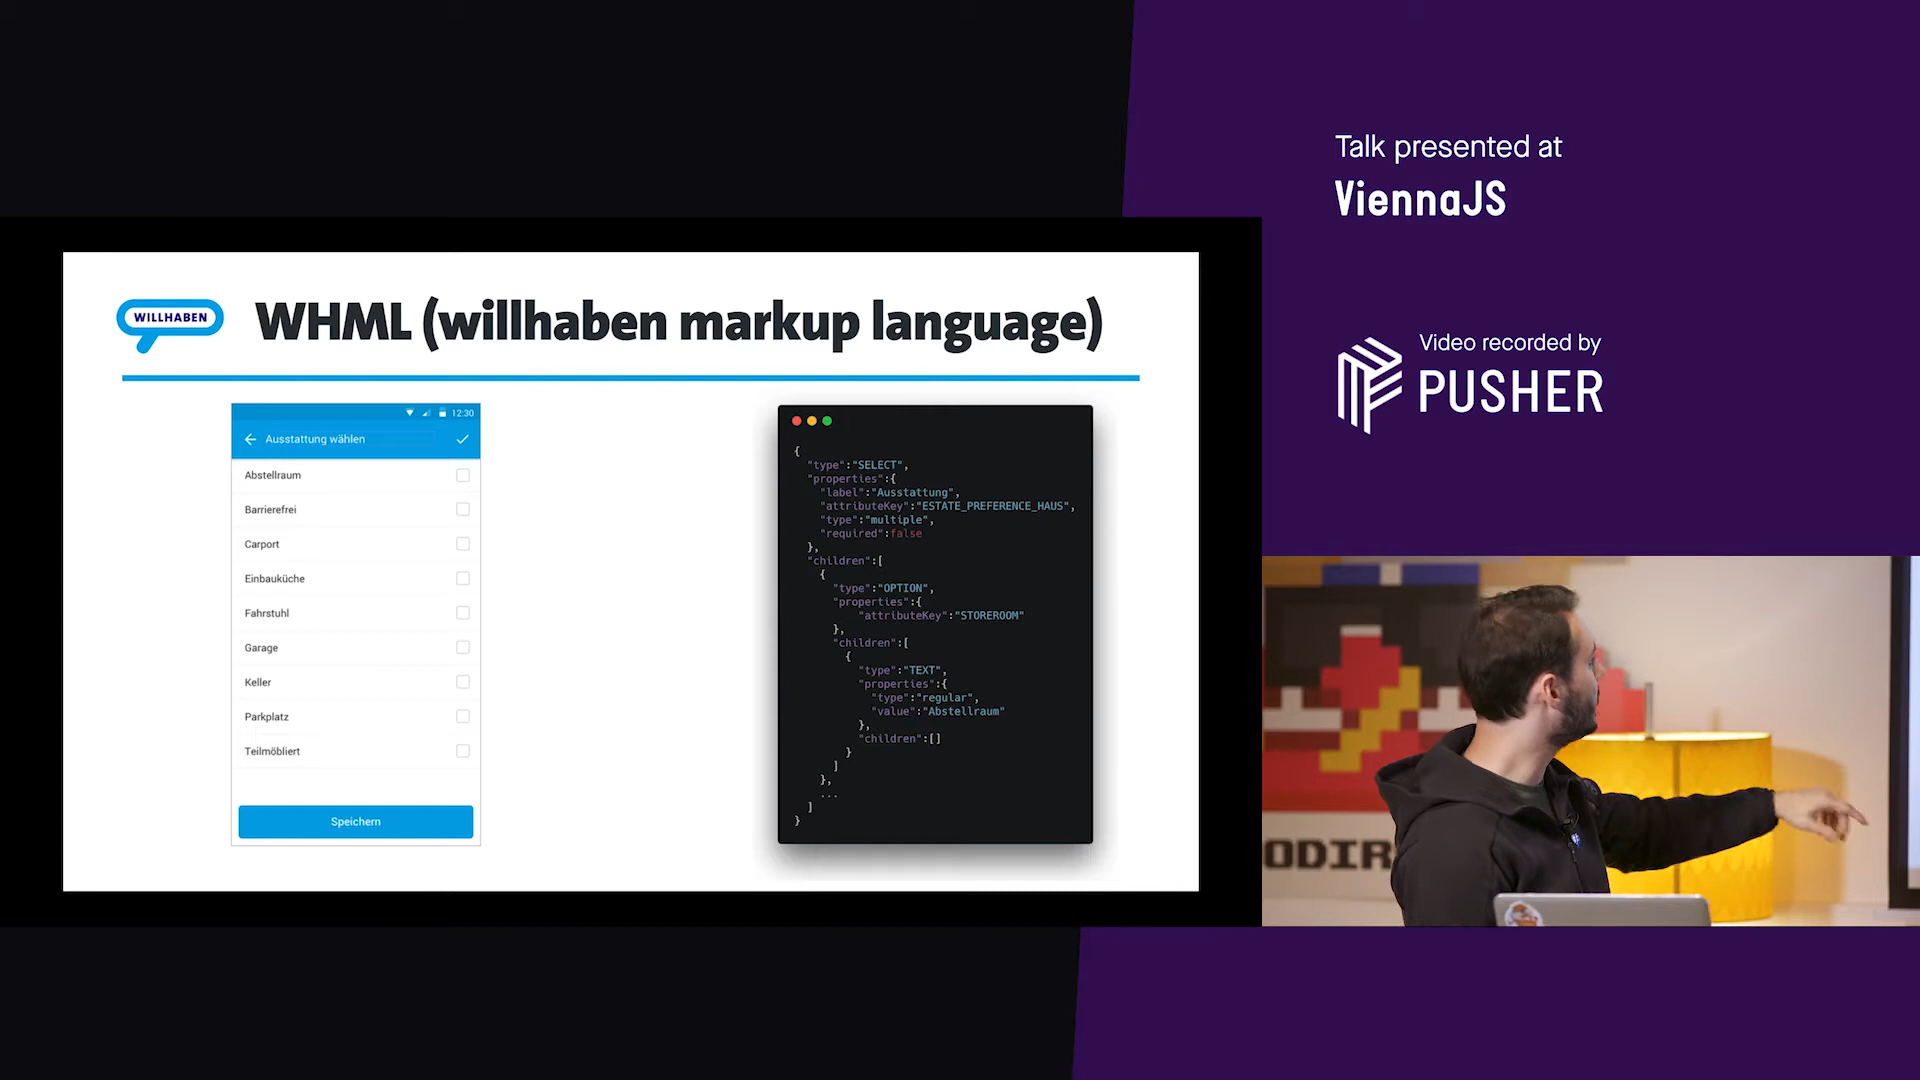 Talk presented at
ViennaJS
Video recorded by
PUSHER
WILLHABEN
WHML (willhaben markup language)
12:30
Ausstattung wählen
Abstellraum
Barrierefrei
Carport
Einbauküche
Fahrstuhl
Garage
Keller
Parkplatz
Teilmöbliert
Speichern
{
"type":"SELECT",
"properties":{
"label":"Ausstattung",
"attributeKey":"ESTATE_PREFERENCE_HAUS",
"type":"multiple",
"required":false
},
"children":[
{
"type":"OPTION",
"properties":{
"attributeKey":"STOREROOM"
},
"children":[
{
"type":"TEXT",
"properties":{
"type":"regular",
"value":"Abstellraum"
},
"children":[]
}
]
},
...
]
}
ODIR